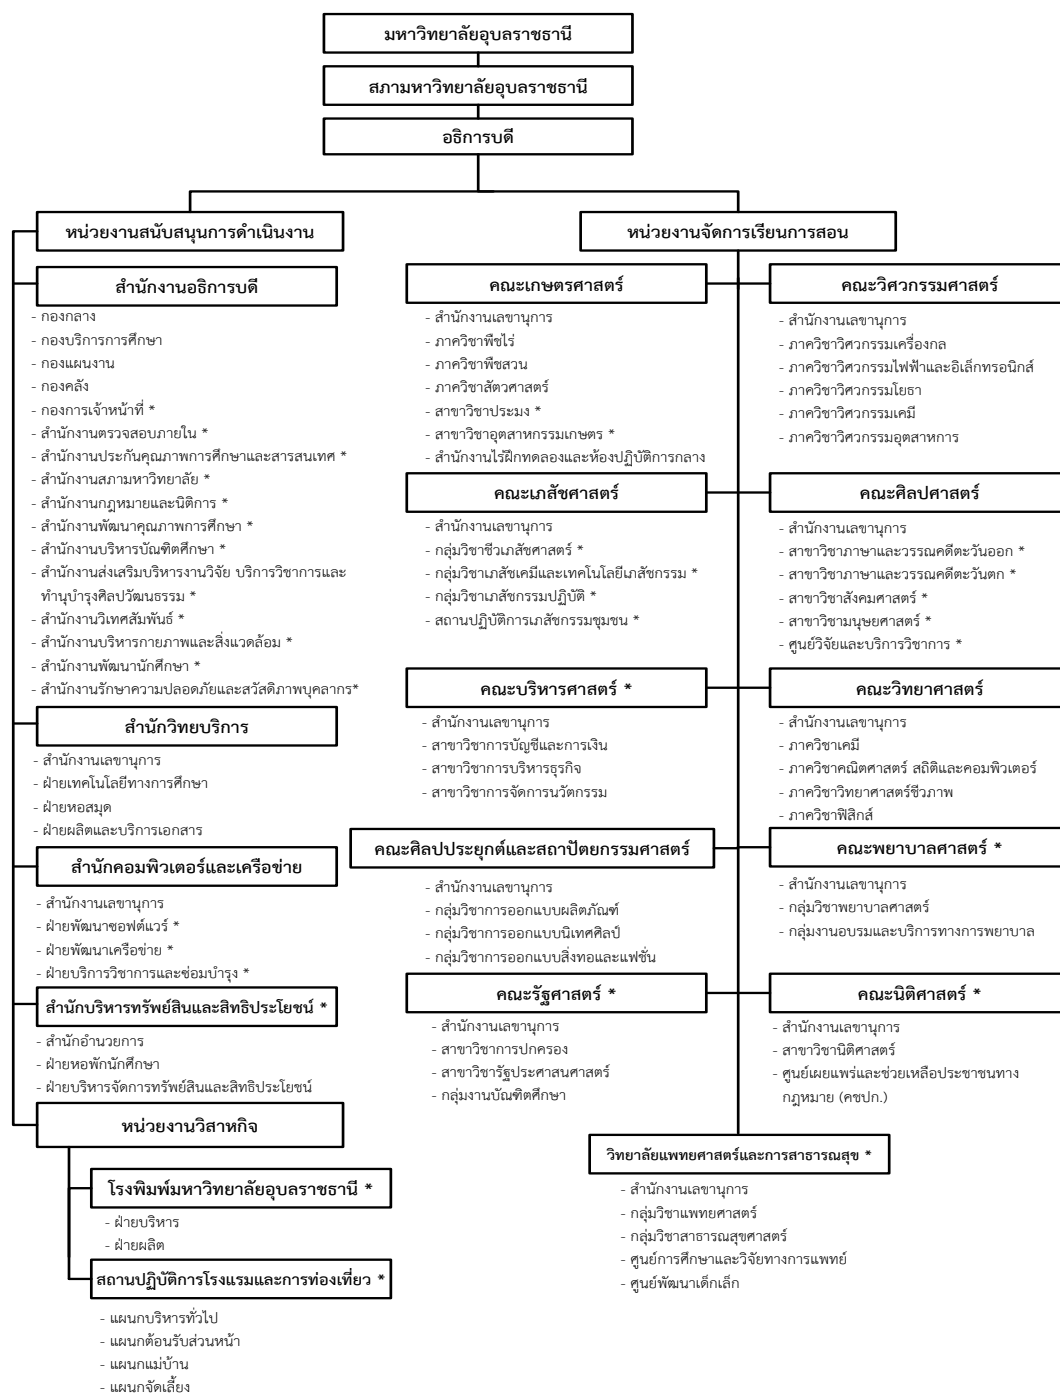 มหาวิทยาลัยอุบลราชธานี
สภามหาวิทยาลัยอุบลราชธานี
อธิการบดี
หน่วยงานสนับสนุนการดำเนินงาน
สำนักงานอธิการบดี
- กองกลาง
- กองบริการการศึกษา
- กองแผนงาน
- กองคลัง
- กองการเจ้าหน้าที่ *
- สำนักงานตรวจสอบภายใน *
- สำนักงานประกันคุณภาพการศึกษาและสารสนเทศ *
- สำนักงานสภามหาวิทยาลัย *
- สำนักงานกฎหมายและนิติการ *
- สำนักงานพัฒนาคุณภาพการศึกษา *
- สำนักงานบริหารบัณฑิตศึกษา *
- สำนักงานส่งเสริมบริหารงานวิจัย บริการวิชาการและ
ทำนุบำรุงศิลปวัฒนธรรม *
- สำนักงานวิเทศสัมพันธ์ *
- สำนักงานบริหารกายภาพและสิ่งแวดล้อม *
- สำนักงานพัฒนานักศึกษา *
- สำนักงานรักษาความปลอดภัยและสวัสดิภาพบุคลากร*
สำนักวิทยบริการ
- สำนักงานเลขานุการ
- ฝ่ายเทคโนโลยีทางการศึกษา
- ฝ่ายหอสมุด
- ฝ่ายผลิตและบริการเอกสาร
สำนักคอมพิวเตอร์และเครือข่าย
- สำนักงานเลขานุการ
- ฝ่ายพัฒนาซอฟต์แวร์ *
- ฝ่ายพัฒนาเครือข่าย *
- ฝ่ายบริการวิชาการและซ่อมบำรุง *
สำนักบริหารทรัพย์สินและสิทธิประโยชน์ *
- สำนักอำนวยการ
- ฝ่ายหอพักนักศึกษา
- ฝ่ายบริหารจัดการทรัพย์สินและสิทธิประโยชน์
หน่วยงานวิสาหกิจ
โรงพิมพ์มหาวิทยาลัยอุบลราชธานี *
- ฝ่ายบริหาร
- ฝ่ายผลิต
สถานปฏิบัติการโรงแรมและการท่องเที่ยว *
- แผนกบริหารทั่วไป
- แผนกต้อนรับส่วนหน้า
- แผนกแม่บ้าน
- แผนกจัดเลี้ยง
หน่วยงานจัดการเรียนการสอน
คณะเกษตรศาสตร์
- สำนักงานเลขานุการ
- ภาควิชาพืชไร่
- ภาควิชาพืชสวน
- ภาควิชาสัตวศาสตร์
- สาขาวิชาประมง *
- สาขาวิชาอุตสาหกรรมเกษตร *
- สำนักงานไร่ฝึกทดลองและห้องปฏิบัติการกลาง
คณะวิศวกรรมศาสตร์
- สำนักงานเลขานุการ
- ภาควิชาวิศวกรรมเครื่องกล
- ภาควิชาวิศวกรรมไฟฟ้าและอิเล็กทรอนิกส์
- ภาควิชาวิศวกรรมโยธา
- ภาควิชาวิศวกรรมเคมี
- ภาควิชาวิศวกรรมอุตสาหการ
คณะเภสัชศาสตร์
- สำนักงานเลขานุการ
- กลุ่มวิชาชีวเภสัชศาสตร์ *
- กลุ่มวิชาเภสัชเคมีและเทคโนโลยีเภสัชกรรม *
- กลุ่มวิชาเภสัชกรรมปฏิบัติ *
- สถานปฏิบัติการเภสัชกรรมชุมชน *
คณะศิลปศาสตร์
- สำนักงานเลขานุการ
- สาขาวิชาภาษาและวรรณคดีตะวันออก *
- สาขาวิชาภาษาและวรรณคดีตะวันตก *
- สาขาวิชาสังคมศาสตร์ *
- สาขาวิชามนุษยศาสตร์ *
- ศูนย์วิจัยและบริการวิชาการ *
คณะบริหารศาสตร์ *
- สำนักงานเลขานุการ
- สาขาวิชาการบัญชีและการเงิน
- สาขาวิชาการบริหารธุรกิจ
- สาขาวิชาการจัดการนวัตกรรม
คณะวิทยาศาสตร์
- สำนักงานเลขานุการ
- ภาควิชาเคมี
- ภาควิชาคณิตศาสตร์ สถิติและคอมพิวเตอร์
- ภาควิชาวิทยาศาสตร์ชีวภาพ
- ภาควิชาฟิสิกส์
คณะศิลปประยุกต์และสถาปัตยกรรมศาสตร์
- สำนักงานเลขานุการ
- กลุ่มวิชาการออกแบบผลิตภัณฑ์
- กลุ่มวิชาการออกแบบนิเทศศิลป์
- กลุ่มวิชาการออกแบบสิ่งทอและแฟชั่น
คณะพยาบาลศาสตร์ *
- สำนักงานเลขานุการ
- กลุ่มวิชาพยาบาลศาสตร์
- กลุ่มงานอบรมและบริการทางการพยาบาล
คณะรัฐศาสตร์ *
- สำนักงานเลขานุการ
- สาขาวิชาการปกครอง
- สาขาวิชารัฐประศาสนศาสตร์
- กลุ่มงานบัณฑิตศึกษา
คณะนิติศาสตร์ *
- สำนักงานเลขานุการ
- สาขาวิชานิติศาสตร์
- ศูนย์เผยแพร่และช่วยเหลือประชาชนทาง
กฎหมาย (คชปก.)
วิทยาลัยแพทยศาสตร์และการสาธารณสุข *
- สำนักงานเลขานุการ
- กลุ่มวิชาแพทยศาสตร์
- กลุ่มวิชาสาธารณสุขศาสตร์
- ศูนย์การศึกษาและวิจัยทางการแพทย์
- ศูนย์พัฒนาเด็กเล็ก